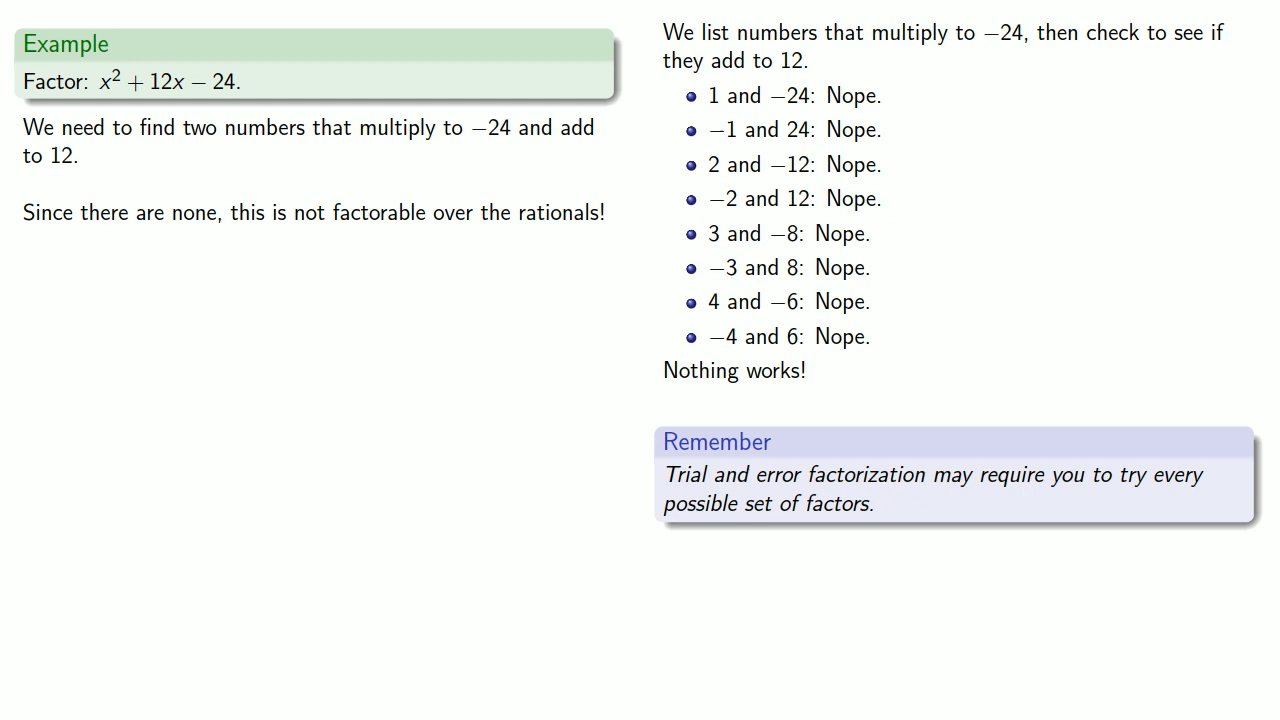 Example
Factor: x² + 12x − 24.
We need to find two numbers that multiply to −24 and add
to 12.
Since there are none, this is not factorable over the rationals!
We list numbers that multiply to −24, then check to see if
they add to 12.
1 and −24: Nope.
−1 and 24: Nope.
2 and −12: Nope.
−2 and 12: Nope.
3 and −8: Nope.
−3 and 8: Nope.
4 and −6: Nope.
−4 and 6: Nope.
Nothing works!
Remember
Trial and error factorization may require you to try every
possible set of factors.